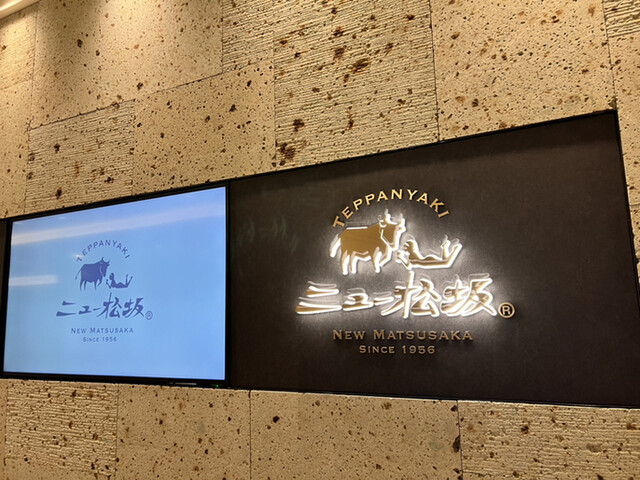 TEPPANYAKI
ニュー松坂®
NEW MATSUSAKA
SINCE 1956
TEPPANYAKI
ニュー松坂®
NEW MATSUSAKA
SINCE 1956